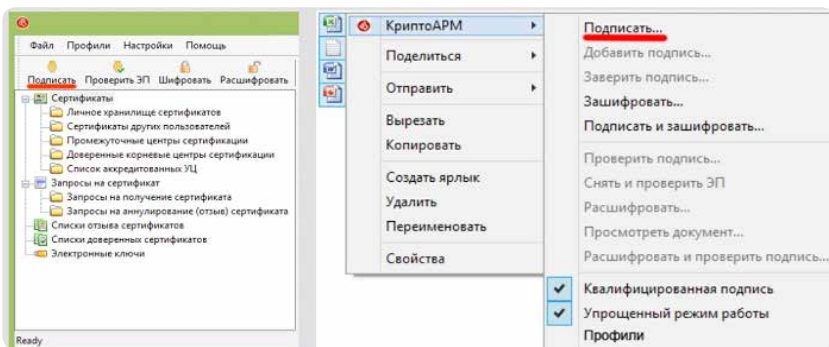 Файл Профили Настройки Помощь
Подписать Проверить ЭП Шифровать Расшифровать
Сертификаты
Личное хранилище сертификатов
Сертификаты других пользователей
Промежуточные центры сертификации
Доверенные корневые центры сертификации
Список аккредитованных УЦ
Запросы на сертификат
Запросы на получение сертификата
Запросы на аннулирование (отзыв) сертификата
Списки отзыва сертификатов
Списки доверенных сертификатов
Электронные ключи
Ready
КриптоАРМ
Поделиться
Отправить
Вырезать
Копировать
Создать ярлык
Удалить
Переименовать
Свойства
Подписать...
Добавить подпись...
Заверить подпись...
Зашифровать...
Подписать и зашифровать...
Проверить подпись...
Снять и проверить ЭП
Расшифровать...
Просмотреть документ...
Расшифровать и проверить подпись...
Квалифицированная подпись
Упрощенный режим работы
Профили